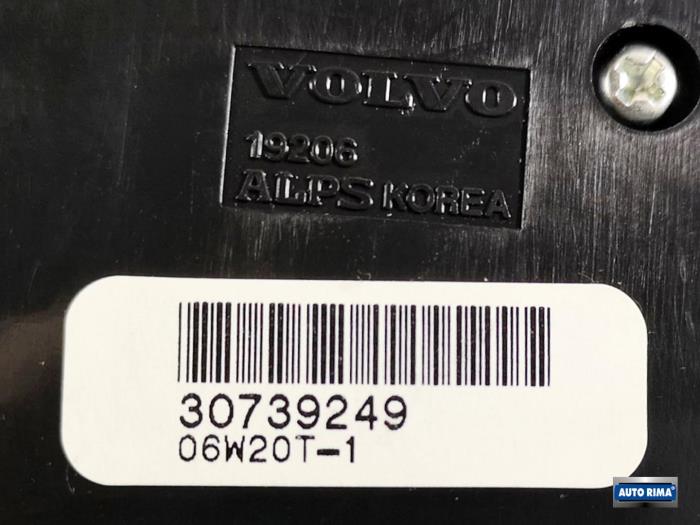 VOLVO
19206
ALPS KOREA
30739249
06W20T-1
AUTO RIMA®